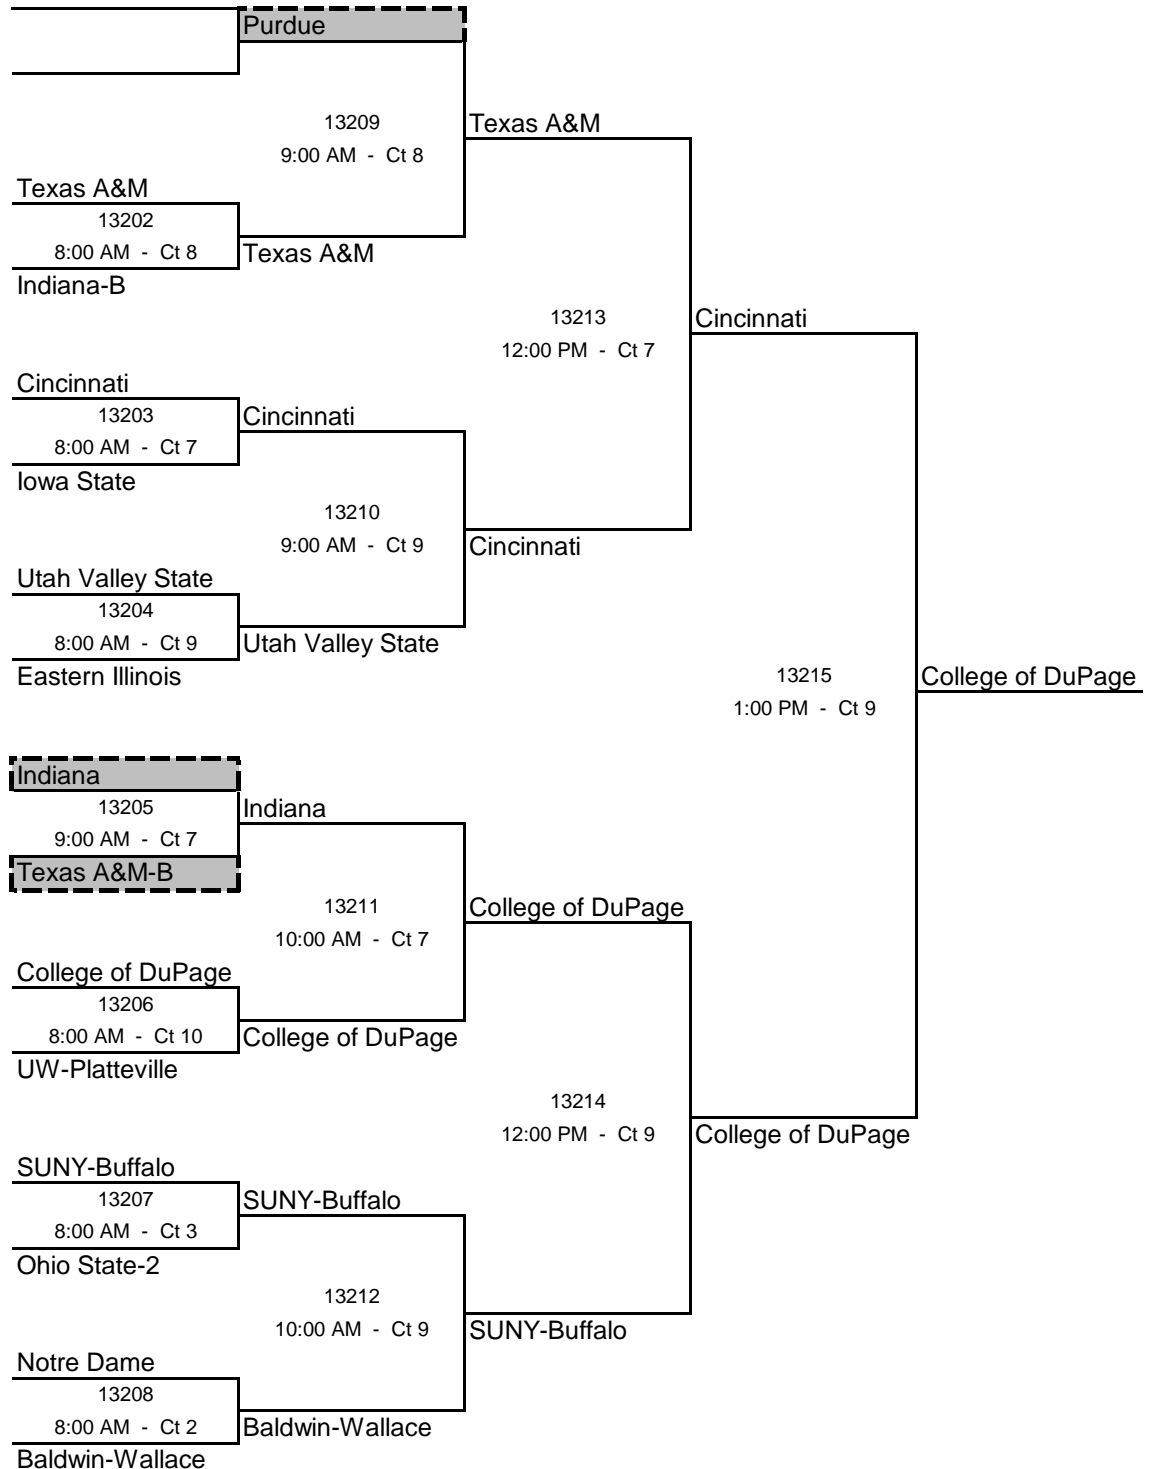 Purdue
13209
Texas A&M
9:00 AM - Ct 8
Texas A&M
13202
8:00 AM - Ct 8
Texas A&M
Indiana-B
13213
Cincinnati
12:00 PM - Ct 7
Cincinnati
13203
Cincinnati
8:00 AM - Ct 7
Iowa State
13210
9:00 AM - Ct 9
Cincinnati
Utah Valley State
13204
8:00 AM - Ct 9
Utah Valley State
Eastern Illinois
13215
College of DuPage
1:00 PM - Ct 9
Indiana
13205
Indiana
9:00 AM - Ct 7
Texas A&M-B
13211
College of DuPage
10:00 AM - Ct 7
College of DuPage
13206
8:00 AM - Ct 10
College of DuPage
UW-Platteville
13214
12:00 PM - Ct 9
College of DuPage
SUNY-Buffalo
13207
SUNY-Buffalo
8:00 AM - Ct 3
Ohio State-2
13212
10:00 AM - Ct 9
SUNY-Buffalo
Notre Dame
13208
8:00 AM - Ct 2
Baldwin-Wallace
Baldwin-Wallace